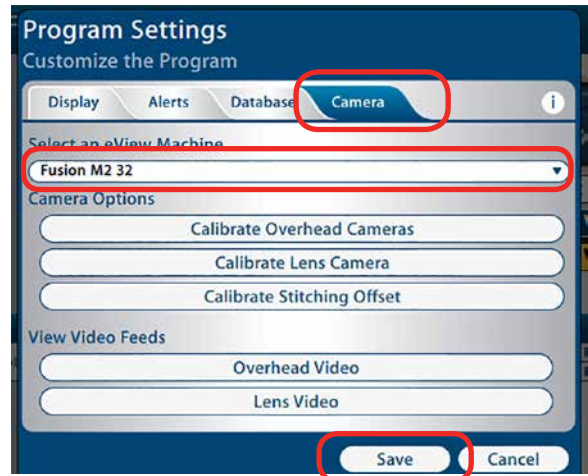 Program Settings
Customize the Program
Display Alerts Database Camera i
Select an eView Machine
Fusion M2 32
Camera Options
Calibrate Overhead Cameras
Calibrate Lens Camera
Calibrate Stitching Offset
View Video Feeds
Overhead Video
Lens Video
Save Cancel